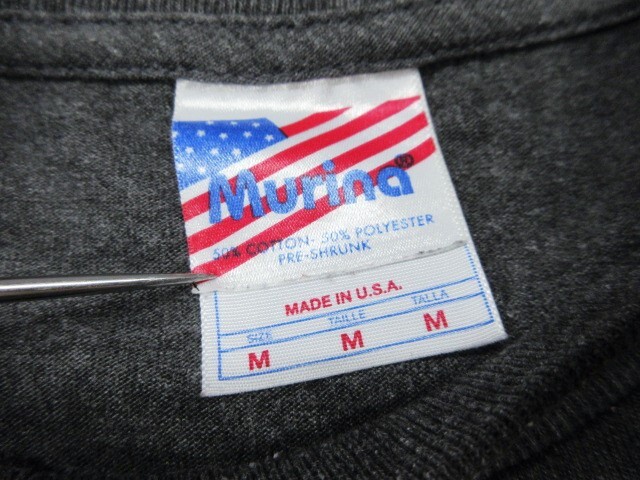 Murina®
50% COTTON- 50% POLYESTER
PRE-SHRUNK
MADE IN U.S.A.
SIZE TAILLE TALLA
M M M